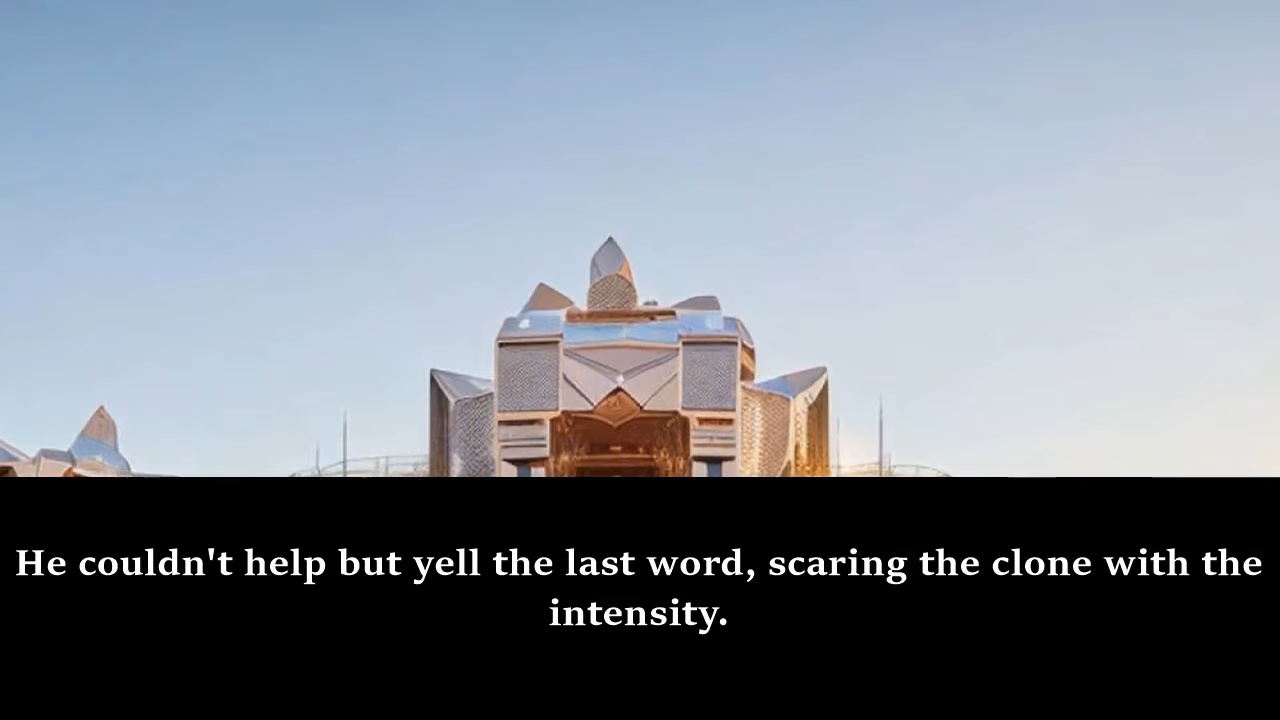 He couldn't help but yell the last word, scaring the clone with the
intensity.